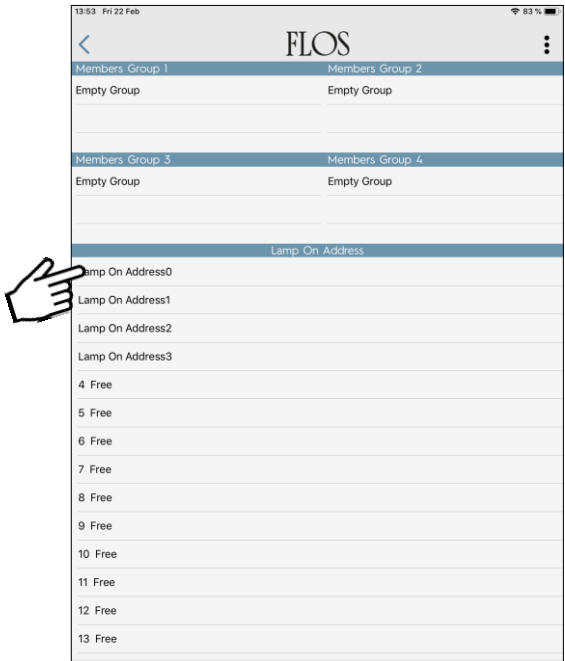 13:53 Fri 22 Feb 83 %
FLOS
Members Group 1 Members Group 2
Empty Group Empty Group
Members Group 3 Members Group 4
Empty Group Empty Group
Lamp On Address
Lamp On Address0
Lamp On Address1
Lamp On Address2
Lamp On Address3
4 Free
5 Free
6 Free
7 Free
8 Free
9 Free
10 Free
11 Free
12 Free
13 Free